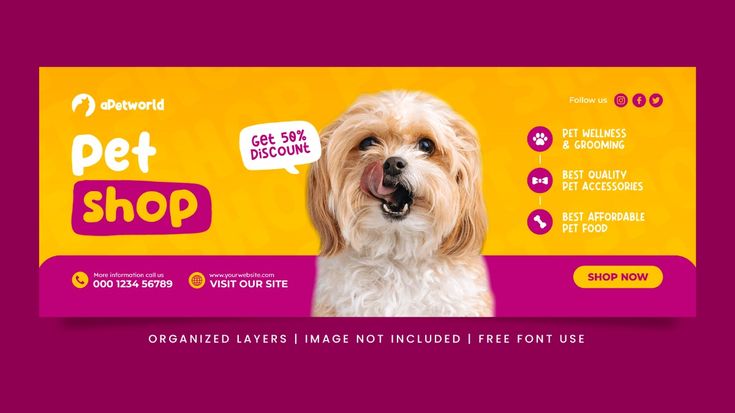 aPetworld
Pet
shop
Get 50%
Discount
Follow us
PET WELLNESS
& GROOMING
BEST QUALITY
PET ACCESSORIES
BEST AFFORDABLE
PET FOOD
More information call us
000 1234 56789
www.yourwebsite.com
VISIT OUR SITE
SHOP NOW
ORGANIZED LAYERS | IMAGE NOT INCLUDED | FREE FONT USE